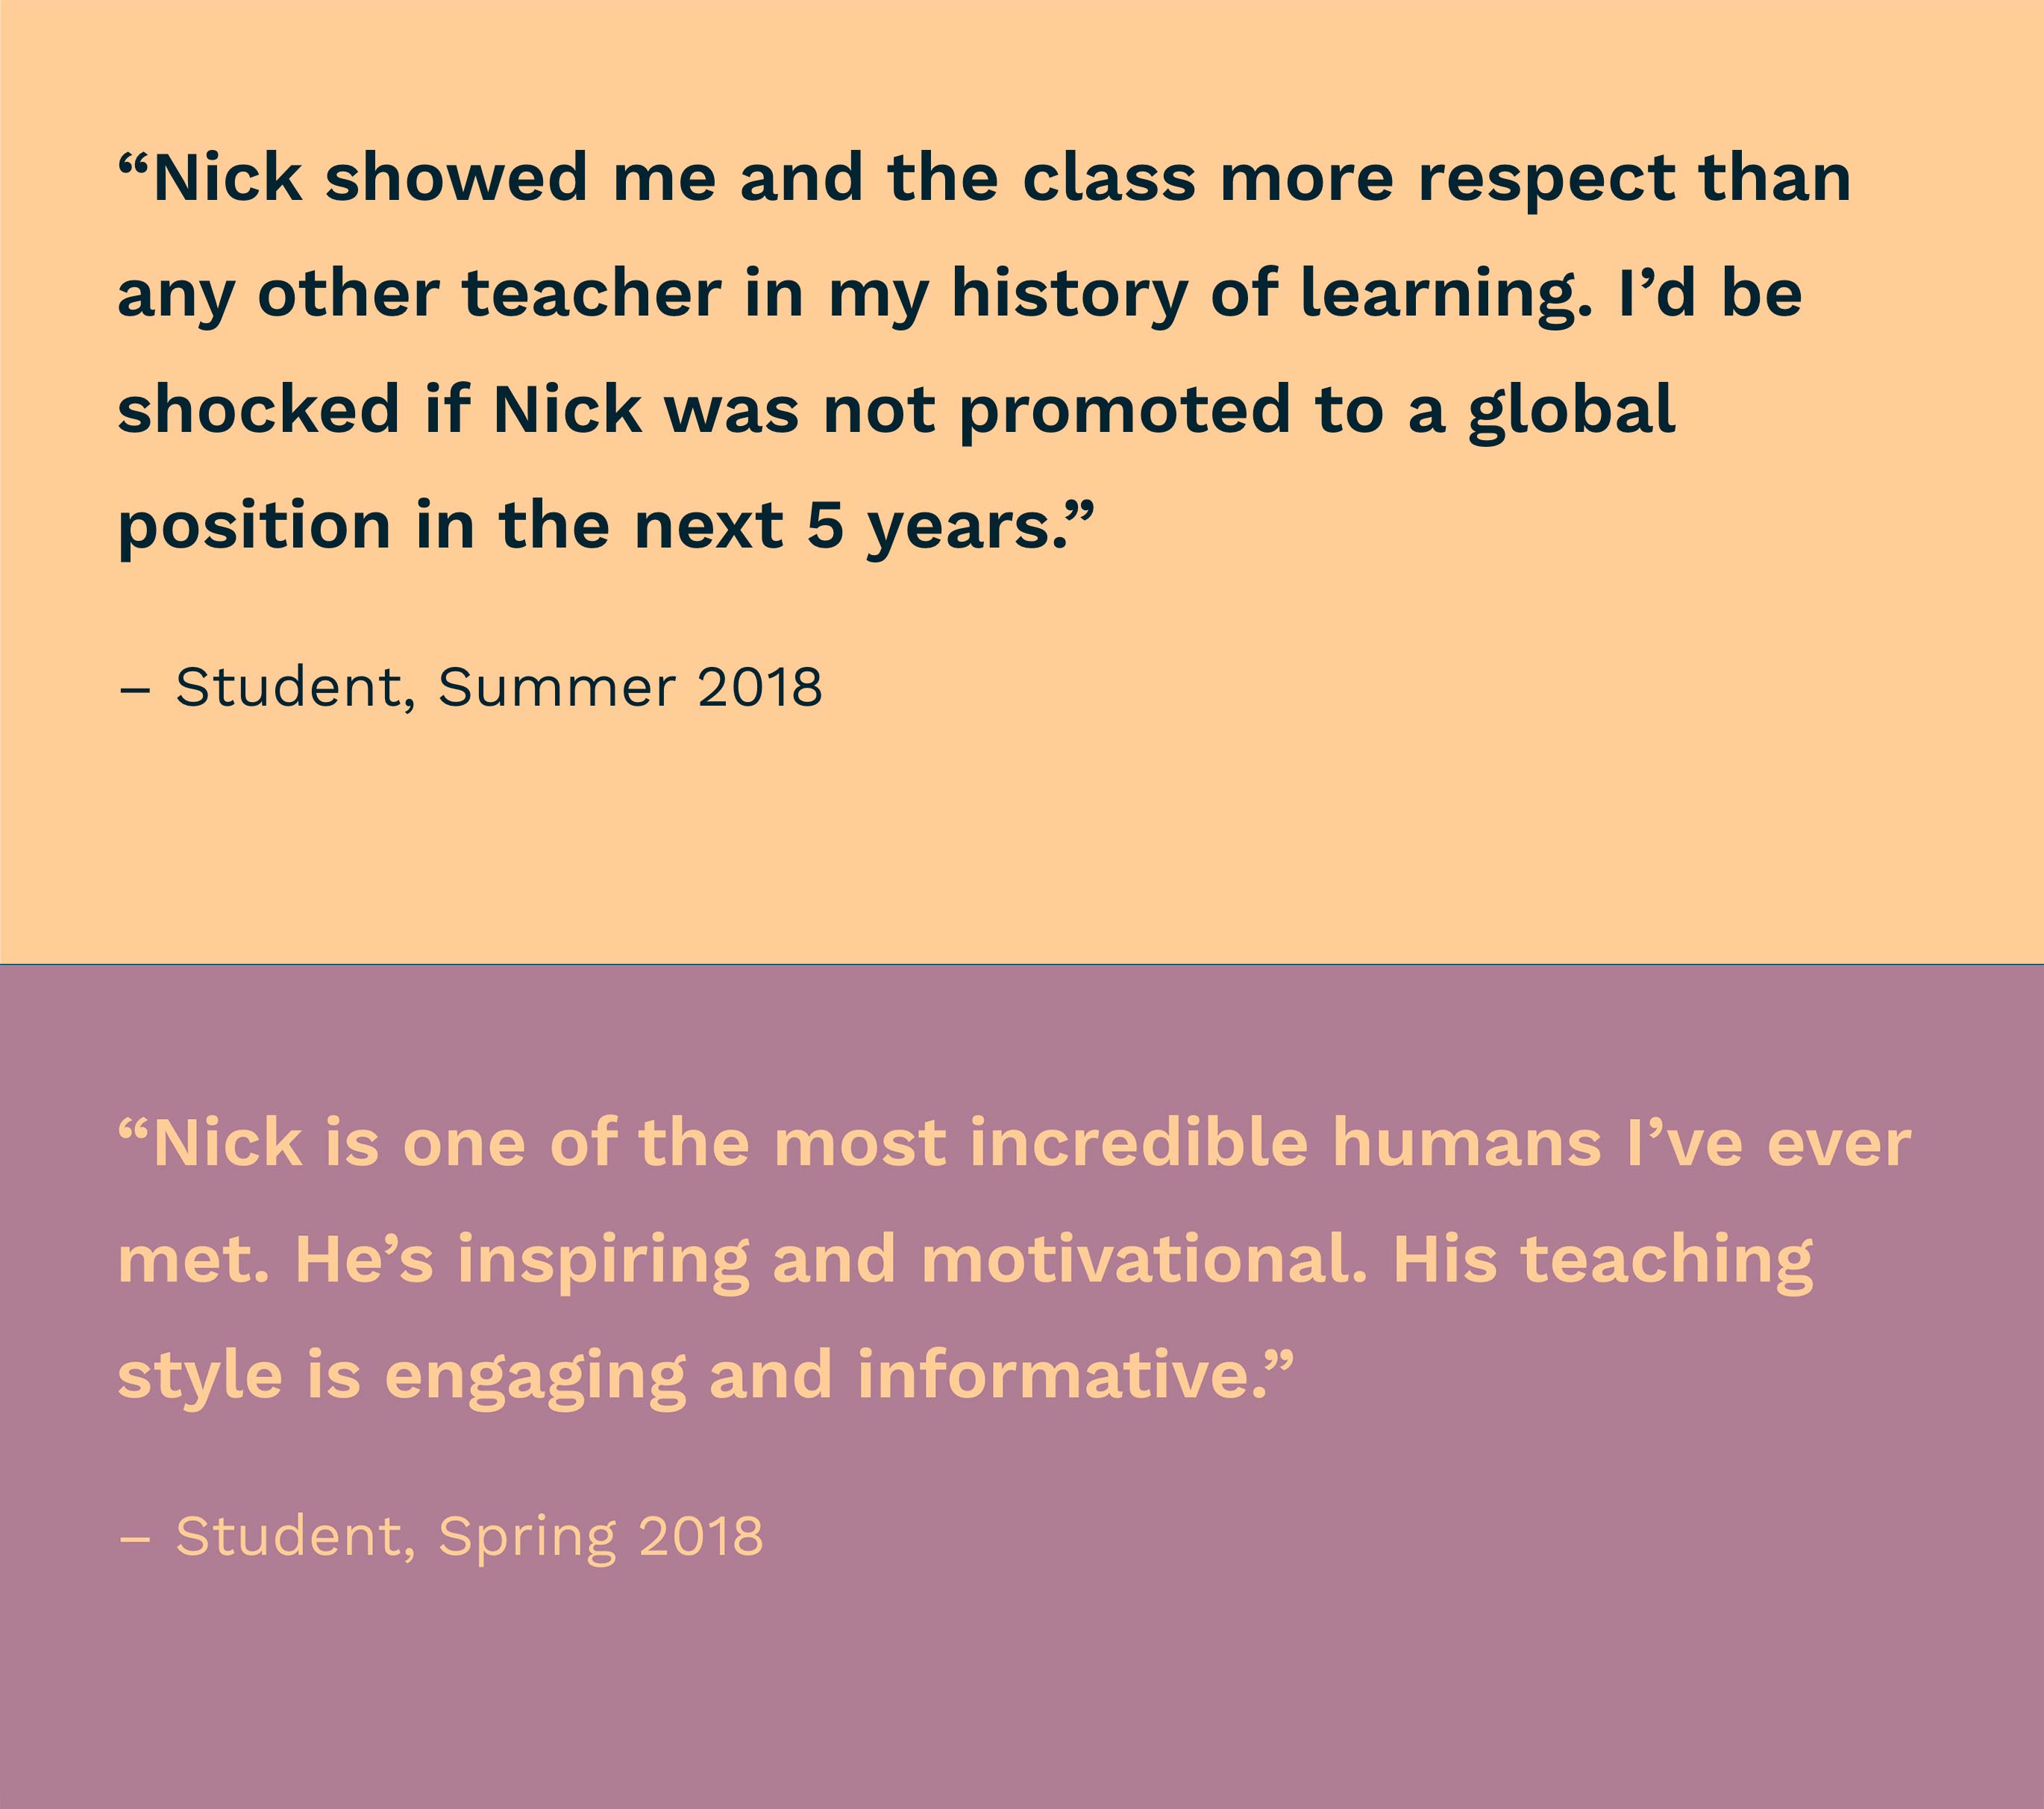 “Nick showed me and the class more respect than
any other teacher in my history of learning. I’d be
shocked if Nick was not promoted to a global
position in the next 5 years.”
– Student, Summer 2018
“Nick is one of the most incredible humans I’ve ever
met. He’s inspiring and motivational. His teaching
style is engaging and informative.”
– Student, Spring 2018